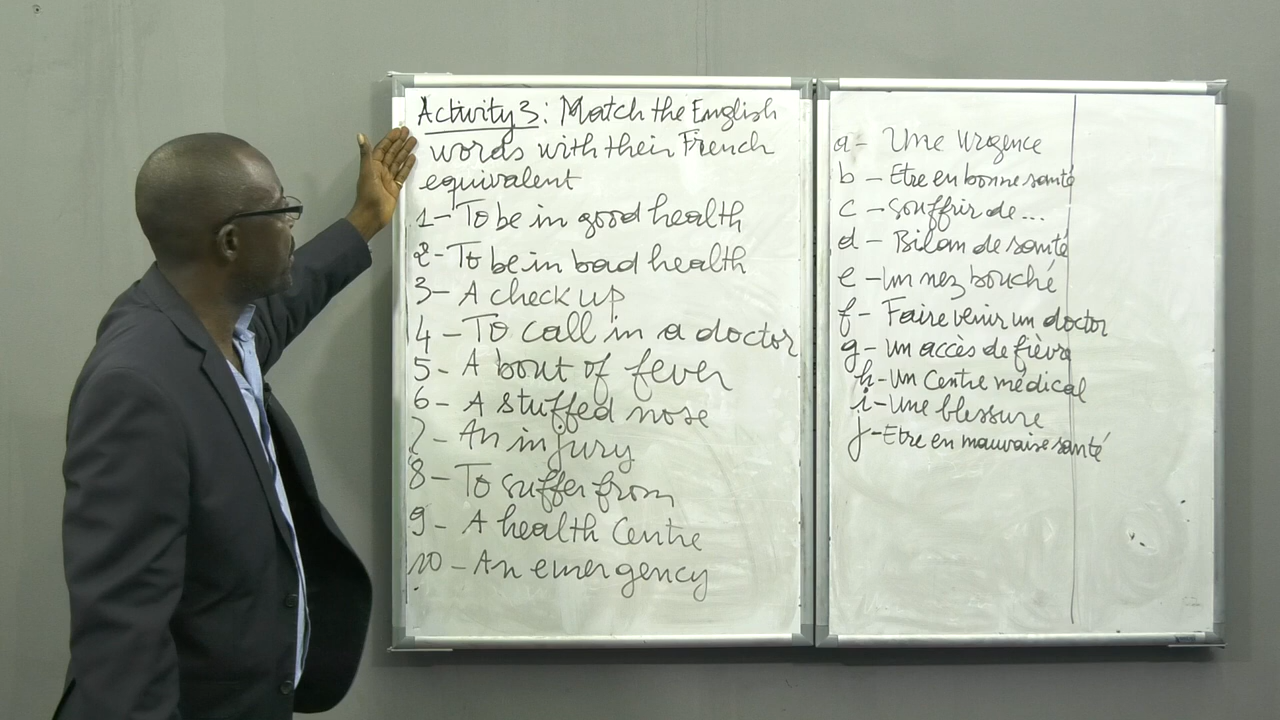 Activity 3: Match the English
words with their French
equivalent
1- To be in good health
2- To be in bad health
3- A check up
4- To call in a doctor
5- A bout of fever
6- A stuffed nose
7- An injury
8- To suffer from
9- A health Centre
10- An emergency
a- Une urgence
b- Etre en bonne santé
c- Souffrir de...
d- Bilan de santé
e- Un nez bouché
f- Faire venir un doctor
g- un accès de fièvre
h- Un Centre médical
i- Une blessure
j- Etre en mauvaise santé